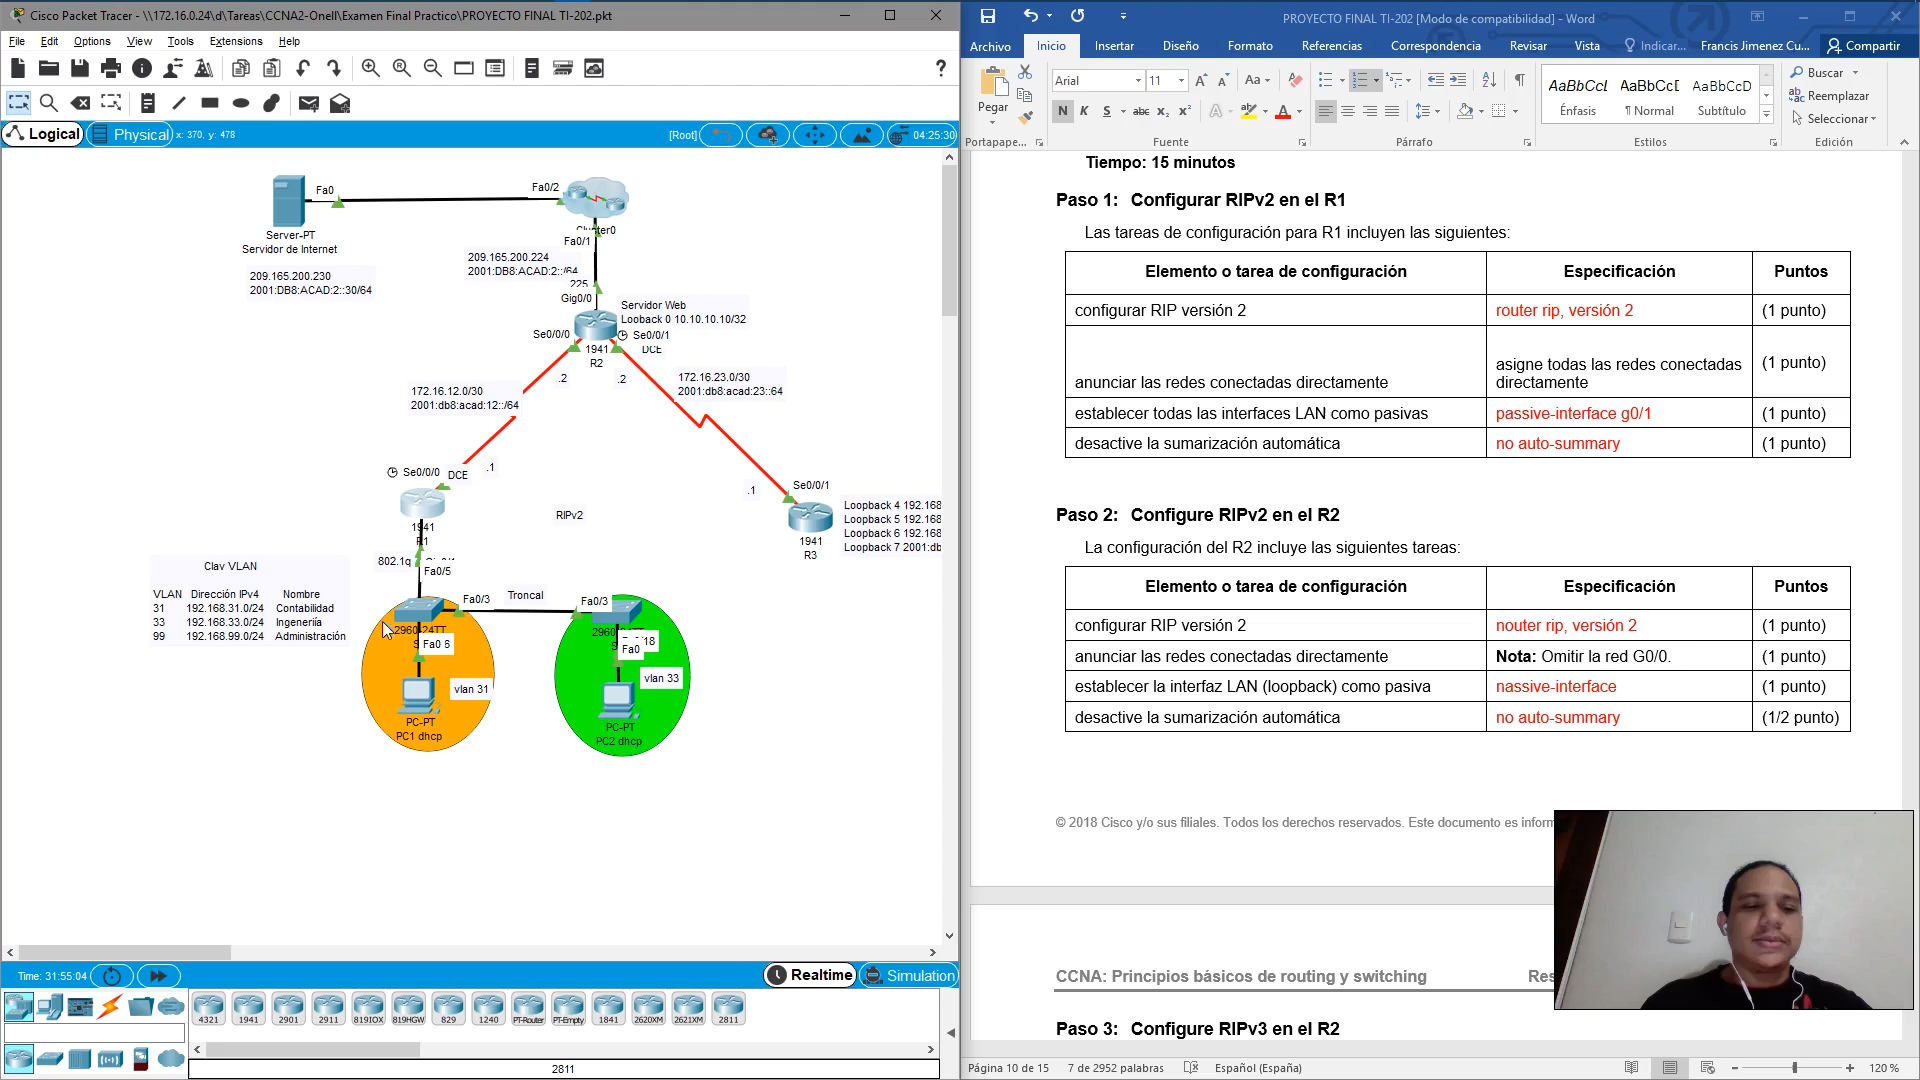 Cisco Packet Tracer - \\172.16.0.24\d\Tareas\CCNA2-Onell\Examen Final Practico\PROYECTO FINAL TI-202.pkt
File Edit Options View Tools Extensions Help
?
Logical Physical x: 370, y: 478
[Root] 04:25:30
Fa0
Fa0/2
Server-PT
Servidor de Internet
Cluster0
Fa0/1
209.165.200.224
2001:DB8:ACAD:2::/64
209.165.200.230
2001:DB8:ACAD:2::30/64
225
Gig0/0
Servidor Web
Looback 0 10.10.10.10/32
Se0/0/0
Se0/0/1
DCE
1941
R2
.2
.2
172.16.12.0/30
2001:db8:acad:12::/64
172.16.23.0/30
2001:db8:acad:23::64
Se0/0/0
DCE
.1
.1
Se0/0/1
1941
R1
RIPv2
1941
R3
Loopback 4 192.168
Loopback 5 192.168
Loopback 6 192.168
Loopback 7 2001:db
802.1q
Fa0/5
Clav VLAN
VLAN Dirección IPv4 Nombre
31 192.168.31.0/24 Contabilidad
33 192.168.33.0/24 Ingeneriía
99 192.168.99.0/24 Administración
Fa0/3
Troncal
Fa0/3
2960-24TT
Fa0 6
vlan 31
PC-PT
PC1 dhcp
2960
18
Fa0
vlan 33
PC-PT
PC2 dhcp
Time: 31:55:04
Realtime Simulation
4321 1941 2901 2911 819IOX 819HGW 829 1240 PT-Router PT-Empty 1841 2620XM 2621XM 2811
2811
PROYECTO FINAL TI-202 [Modo de compatibilidad] - Word
Archivo Inicio Insertar Diseño Formato Referencias Correspondencia Revisar Vista Indicar... Francis Jimenez Cu... Compartir
Pegar
Arial 11
N K S abc x₂ x² A
Aa
AaBbCcI AaBbCcI AaBbCcD
Énfasis ¶ Normal Subtítulo
Buscar
Reemplazar
Seleccionar
Portapape... Fuente Párrafo Estilos Edición
Tiempo: 15 minutos
Paso 1: Configurar RIPv2 en el R1
Las tareas de configuración para R1 incluyen las siguientes:
Elemento o tarea de configuración Especificación Puntos
configurar RIP versión 2 router rip, versión 2 (1 punto)
anunciar las redes conectadas directamente asigne todas las redes conectadas directamente (1 punto)
establecer todas las interfaces LAN como pasivas passive-interface g0/1 (1 punto)
desactive la sumarización automática no auto-summary (1 punto)
Paso 2: Configure RIPv2 en el R2
La configuración del R2 incluye las siguientes tareas:
Elemento o tarea de configuración Especificación Puntos
configurar RIP versión 2 nouter rip, versión 2 (1 punto)
anunciar las redes conectadas directamente Nota: Omitir la red G0/0. (1 punto)
establecer la interfaz LAN (loopback) como pasiva nassive-interface (1 punto)
desactive la sumarización automática no auto-summary (1/2 punto)
© 2018 Cisco y/o sus filiales. Todos los derechos reservados. Este documento es inform
CCNA: Principios básicos de routing y switching Res
Paso 3: Configure RIPv3 en el R2
Página 10 de 15 7 de 2952 palabras Español (España) 120 %